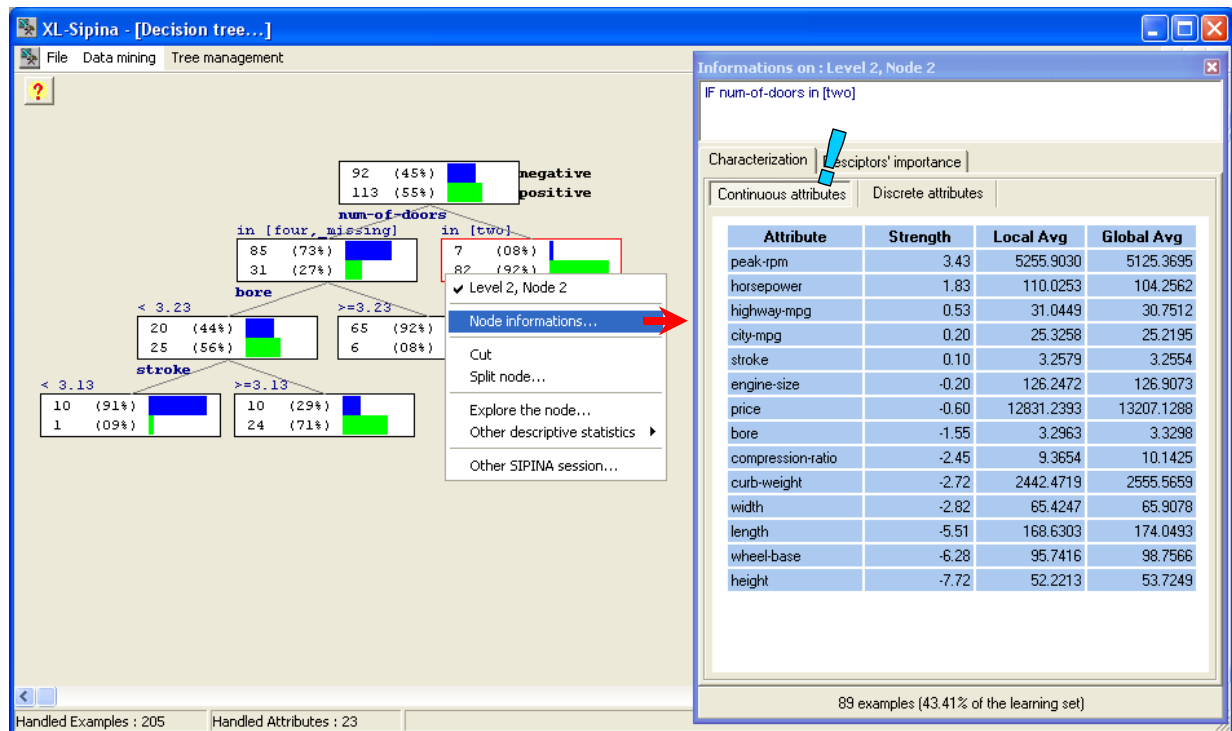 XL-Sipina - [Decision tree...]
File Data mining Tree management
?
92 (45%) negative
113 (55%) positive
num-of-doors
in [four,_missing] in [two]
85 (73%) 7 (08%)
31 (27%) 82 (92%)
bore
< 3.23 >=3.23
20 (44%) 65 (92%)
25 (56%) 6 (08%)
stroke
< 3.13 >=3.13
10 (91%) 10 (29%)
1 (09%) 24 (71%)
Level 2, Node 2
Node informations...
Cut
Split node...
Explore the node...
Other descriptive statistics
Other SIPINA session...
Handled Examples : 205 Handled Attributes : 23
Informations on : Level 2, Node 2
IF num-of-doors in [two]
Characterization Desciptors' importance
Continuous attributes Discrete attributes
Attribute Strength Local Avg Global Avg
peak-rpm 3.43 5255.9030 5125.3695
horsepower 1.83 110.0253 104.2562
highway-mpg 0.53 31.0449 30.7512
city-mpg 0.20 25.3258 25.2195
stroke 0.10 3.2579 3.2554
engine-size -0.20 126.2472 126.9073
price -0.60 12831.2393 13207.1288
bore -1.55 3.2963 3.3298
compression-ratio -2.45 9.3654 10.1425
curb-weight -2.72 2442.4719 2555.5659
width -2.82 65.4247 65.9078
length -5.51 168.6303 174.0493
wheel-base -6.28 95.7416 98.7566
height -7.72 52.2213 53.7249
89 examples (43.41% of the learning set)